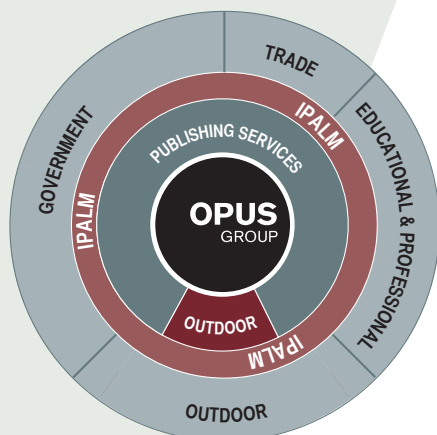 TRADE
GOVERNMENT
EDUCATIONAL & PROFESSIONAL
OUTDOOR
IPALM
IPALM
IPALM
PUBLISHING SERVICES
OPUS
GROUP
OUTDOOR